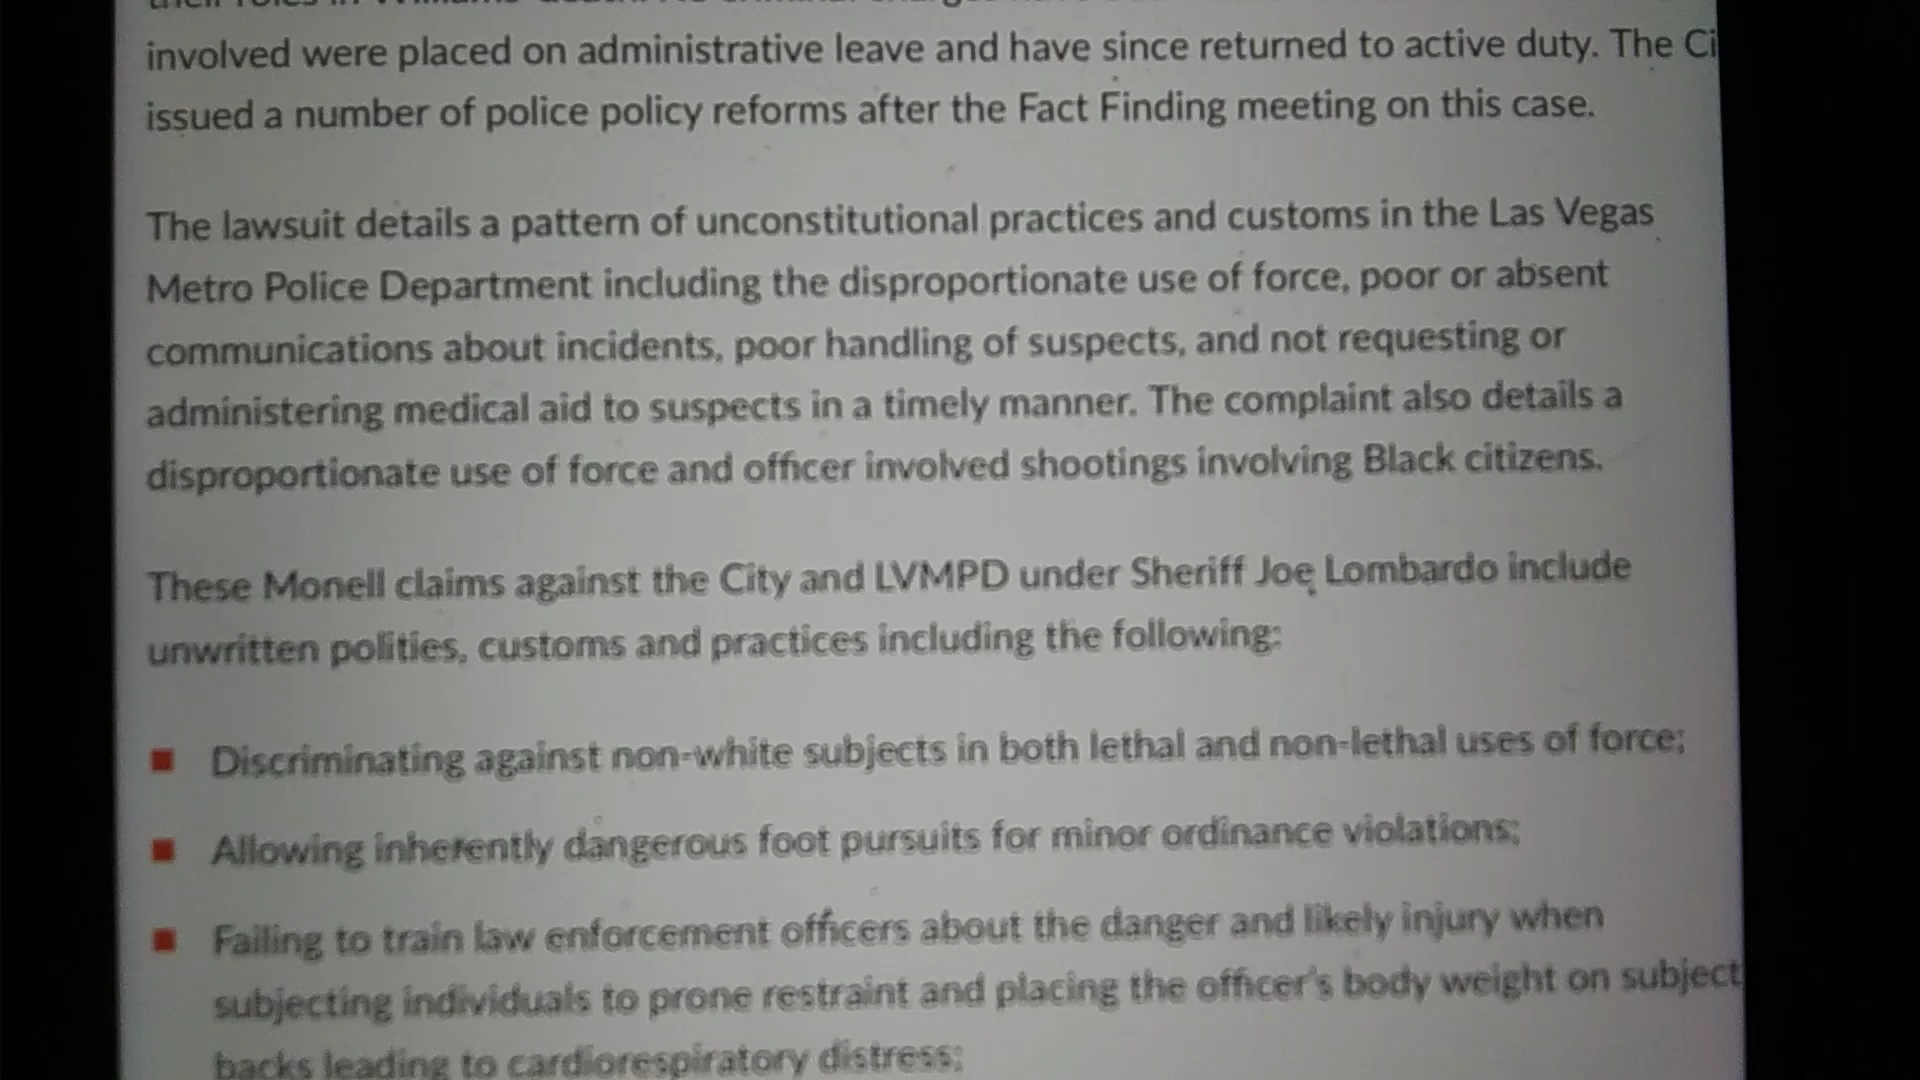 involved were placed on administrative leave and have since returned to active duty. The Ci
issued a number of police policy reforms after the Fact Finding meeting on this case.
The lawsuit details a pattern of unconstitutional practices and customs in the Las Vegas
Metro Police Department including the disproportionate use of force, poor or absent
communications about incidents, poor handling of suspects, and not requesting or
administering medical aid to suspects in a timely manner. The complaint also details a
disproportionate use of force and officer involved shootings involving Black citizens.
These Monell claims against the City and LVMPD under Sheriff Joe Lombardo include
unwritten polities, customs and practices including the following:
Discriminating against non-white subjects in both lethal and non-lethal uses of force;
Allowing inherently dangerous foot pursuits for minor ordinance violations;
Failing to train law enforcement officers about the danger and likely injury when
subjecting individuals to prone restraint and placing the officer's body weight on subject
backs leading to cardiorespiratory distress;